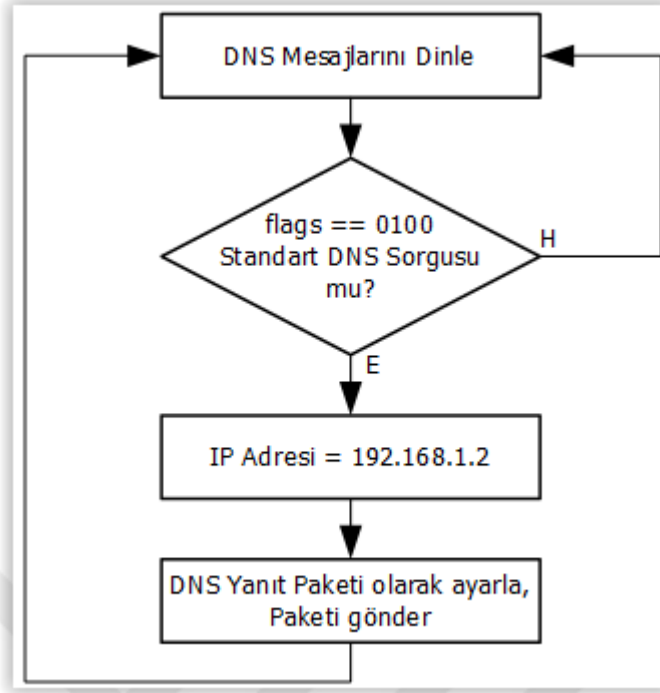 DNS Mesajlarını Dinle
flags == 0100
Standart DNS Sorgusu
mu?
H
E
IP Adresi = 192.168.1.2
DNS Yanıt Paketi olarak ayarla,
Paketi gönder